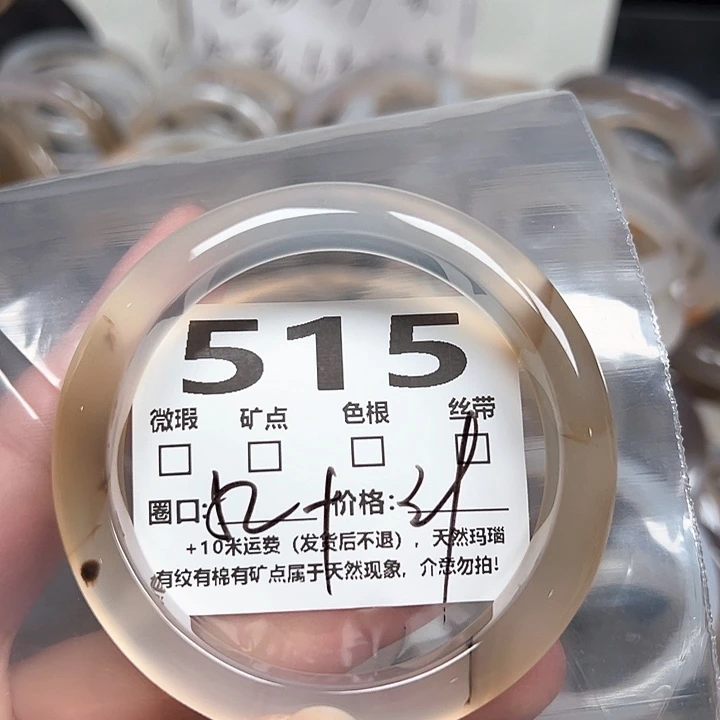 515
微瑕 矿点 色根 丝带
圈口: 价格:
+10米运费（发货后不退），天然玛瑙
有纹有棉有矿点属于天然现象，介意勿拍!